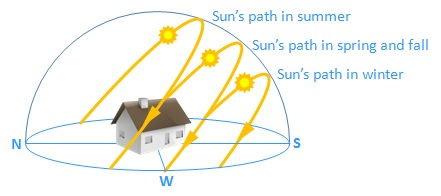 Sun's path in summer
Sun's path in spring and fall
Sun's path in winter
N
S
W